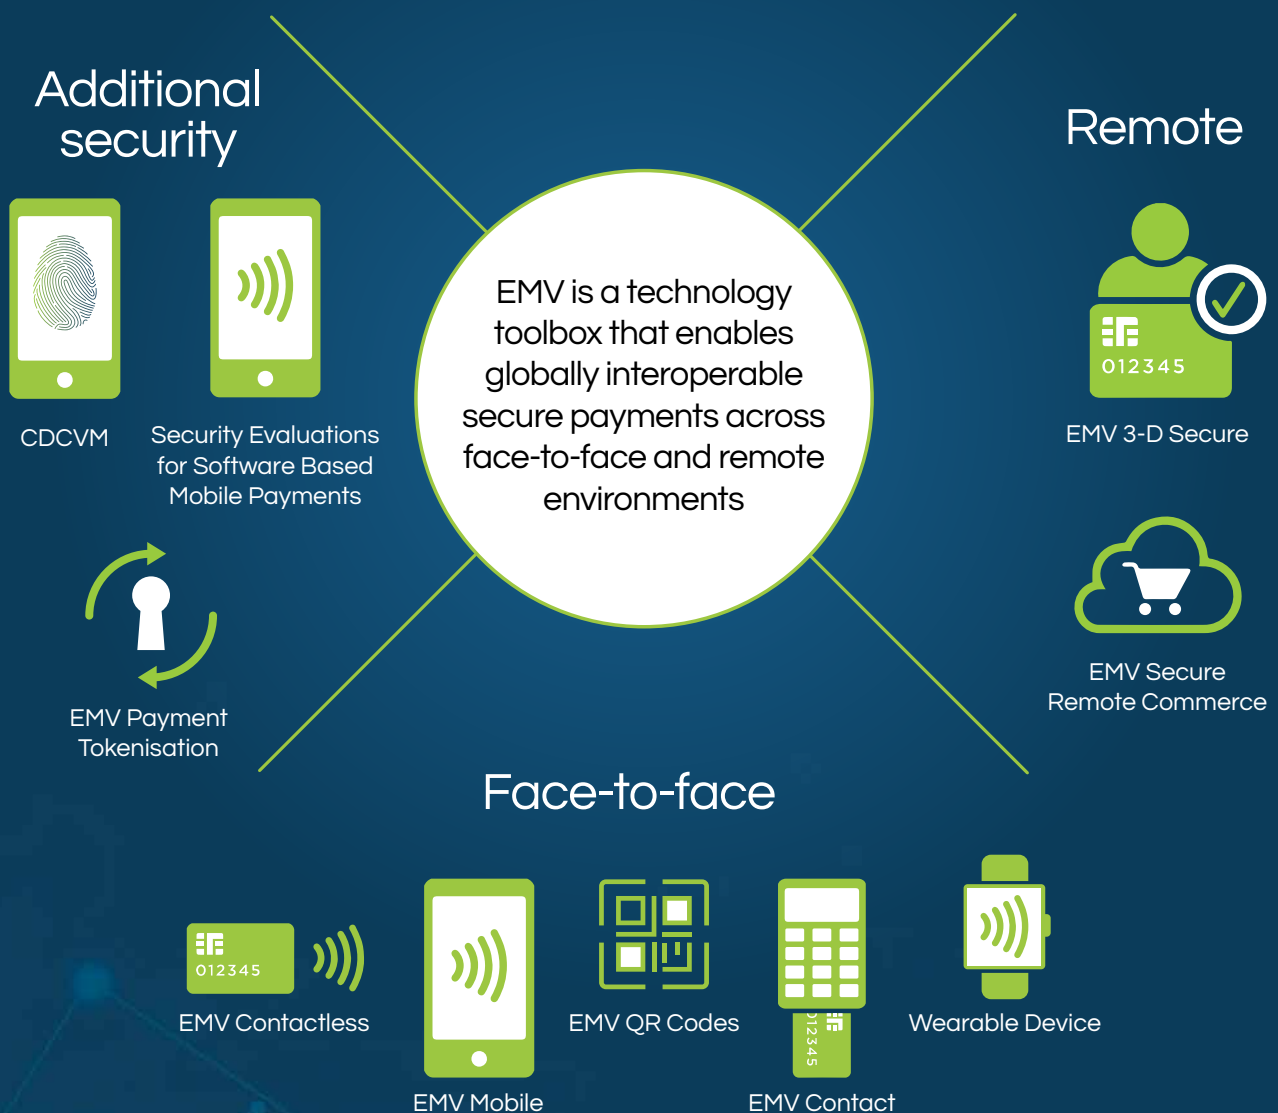 Additional
security
CDCVM
Security Evaluations
for Software Based
Mobile Payments
EMV Payment
Tokenisation
EMV is a technology
toolbox that enables
globally interoperable
secure payments across
face-to-face and remote
environments
Remote
012345
EMV 3-D Secure
EMV Secure
Remote Commerce
Face-to-face
012345
EMV Contactless
EMV Mobile
EMV QR Codes
012345
EMV Contact
Wearable Device